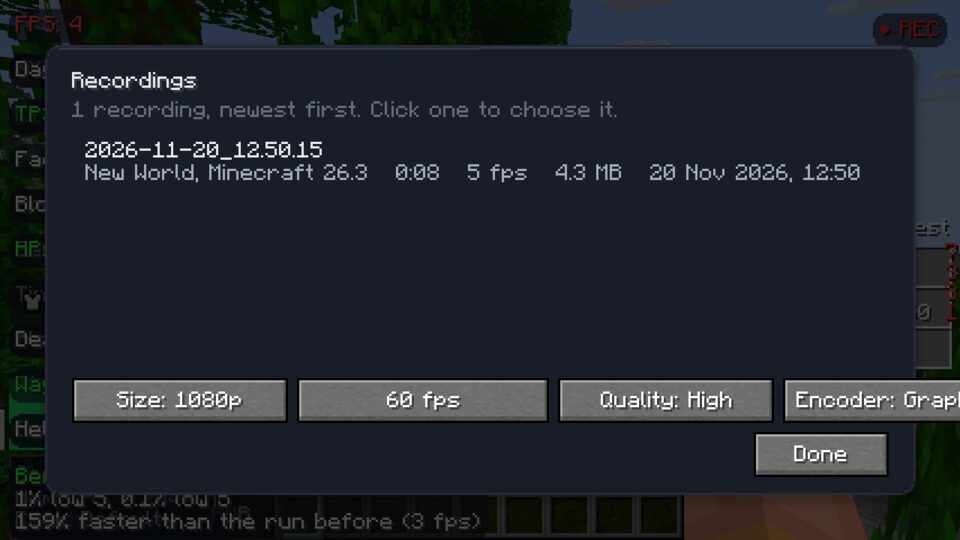 FPS: 4
REC
Recordings
1 recording, newest first. Click one to choose it.
2026-11-20_12.50.15
New World, Minecraft 26.3 0:08 5 fps 4.3 MB 20 Nov 2026, 12:50
Size: 1080p
60 fps
Quality: High
Encoder: Grap
Done
1% low 5, 0.1% low 5
159% faster than the run before (3 fps)